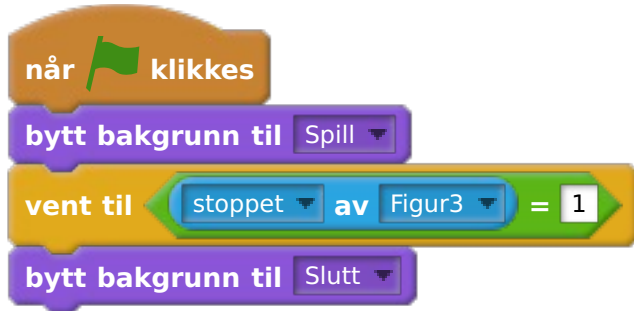 når klikkes
bytt bakgrunn til Spill
vent til stoppet av Figur3 = 1
bytt bakgrunn til Slutt